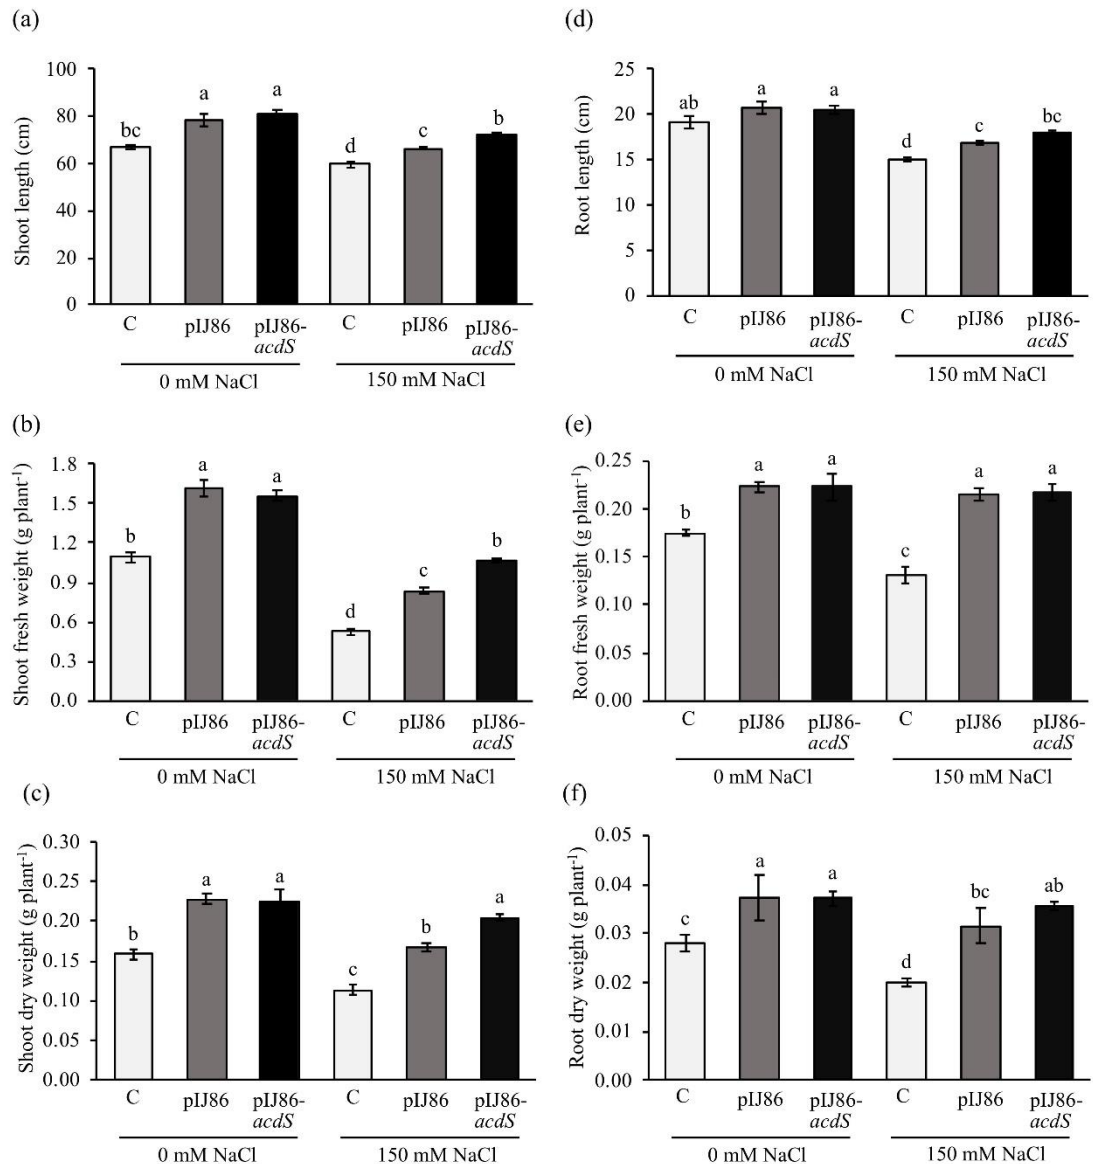 (a)
Shoot length (cm)
100
80
60
40
20
0
bc
a
a
d
c
b
C
pIJ86
pIJ86-
acdS
C
pIJ86
pIJ86-
acdS
0 mM NaCl
150 mM NaCl
(b)
Shoot fresh weight (g plant⁻¹)
1.8
1.5
1.2
0.9
0.6
0.3
0.0
b
a
a
d
c
b
C
pIJ86
pIJ86-
acdS
C
pIJ86
pIJ86-
acdS
0 mM NaCl
150 mM NaCl
(c)
Shoot dry weight (g plant⁻¹)
0.30
0.25
0.20
0.15
0.10
0.05
0.00
b
a
a
c
b
a
C
pIJ86
pIJ86-
acdS
C
pIJ86
pIJ86-
acdS
0 mM NaCl
150 mM NaCl
(d)
Root length (cm)
25
20
15
10
5
0
ab
a
a
d
c
bc
C
pIJ86
pIJ86-
acdS
C
pIJ86
pIJ86-
acdS
0 mM NaCl
150 mM NaCl
(e)
Root fresh weight (g plant⁻¹)
0.25
0.20
0.15
0.10
0.05
0.00
b
a
a
c
a
a
C
pIJ86
pIJ86-
acdS
C
pIJ86
pIJ86-
acdS
0 mM NaCl
150 mM NaCl
(f)
Root dry weight (g plant⁻¹)
0.05
0.04
0.03
0.02
0.01
0.00
c
a
a
d
bc
ab
C
pIJ86
pIJ86-
acdS
C
pIJ86
pIJ86-
acdS
0 mM NaCl
150 mM NaCl